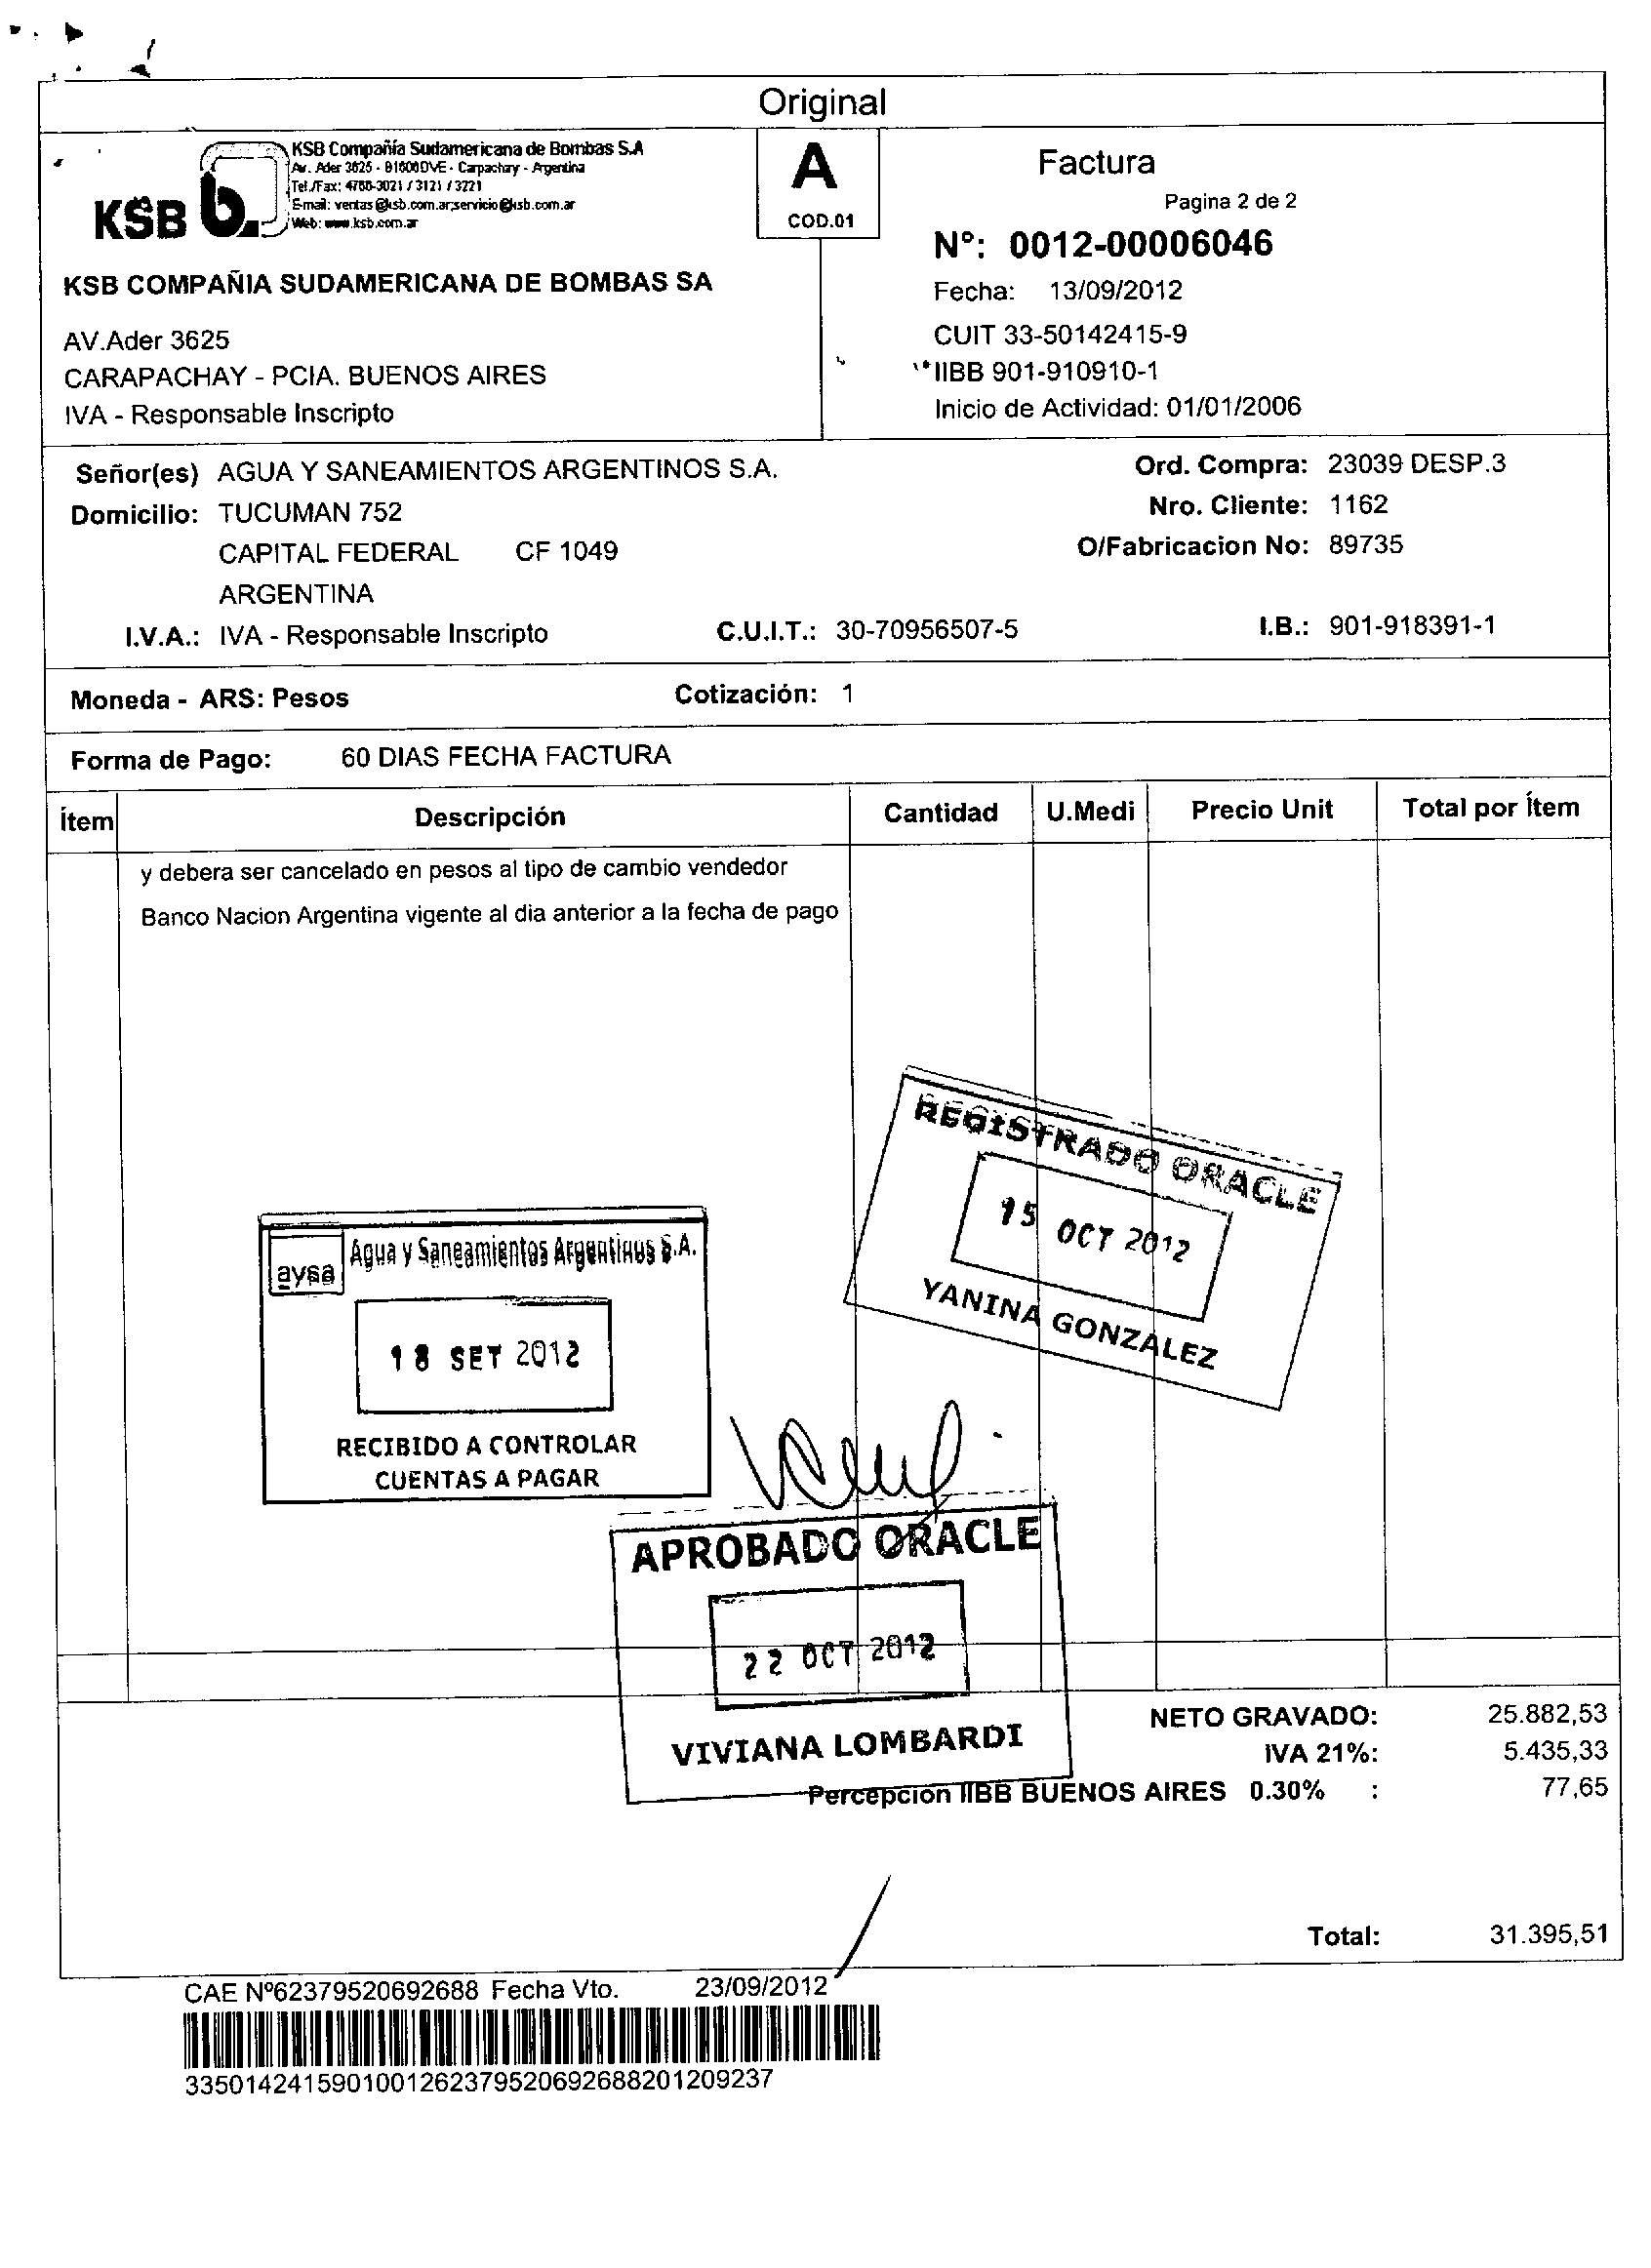 Original
KSB
KSB Compañía Sudamericana de Bombas S.A
Av. Ader 3625 - B1606DVE - Carpachay - Argentina
Tel./Fax: 4766-3021 / 3121 / 3221
E-mail: ventas@ksb.com.ar;servicio@ksb.com.ar
Web: www.ksb.com.ar
A
COD.01
Factura
Pagina 2 de 2
Nº: 0012-00006046
Fecha: 13/09/2012
CUIT 33-50142415-9
IIBB 901-910910-1
Inicio de Actividad: 01/01/2006
KSB COMPAÑIA SUDAMERICANA DE BOMBAS SA
AV.Ader 3625
CARAPACHAY - PCIA. BUENOS AIRES
IVA - Responsable Inscripto
Señor(es) AGUA Y SANEAMIENTOS ARGENTINOS S.A. Ord. Compra: 23039 DESP.3
Domicilio: TUCUMAN 752 Nro. Cliente: 1162
CAPITAL FEDERAL CF 1049 O/Fabricacion No: 89735
ARGENTINA
I.V.A.: IVA - Responsable Inscripto C.U.I.T.: 30-70956507-5 I.B.: 901-918391-1
Moneda - ARS: Pesos Cotización: 1
Forma de Pago: 60 DIAS FECHA FACTURA
Ítem Descripción Cantidad U.Medi Precio Unit Total por Ítem
y debera ser cancelado en pesos al tipo de cambio vendedor
Banco Nacion Argentina vigente al dia anterior a la fecha de pago
REGISTRADO ORACLE
15 OCT 2012
YANINA GONZALEZ
aysa Agua y Saneamientos Argentinos S.A.
18 SET 2012
RECIBIDO A CONTROLAR
CUENTAS A PAGAR
APROBADO ORACLE
22 OCT 2012
VIVIANA LOMBARDI
NETO GRAVADO: 25.882,53
IVA 21%: 5.435,33
Percepción IIBB BUENOS AIRES 0.30% : 77,65
Total: 31.395,51
CAE Nº62379520692688 Fecha Vto. 23/09/2012
3350142415901001262379520692688201209237